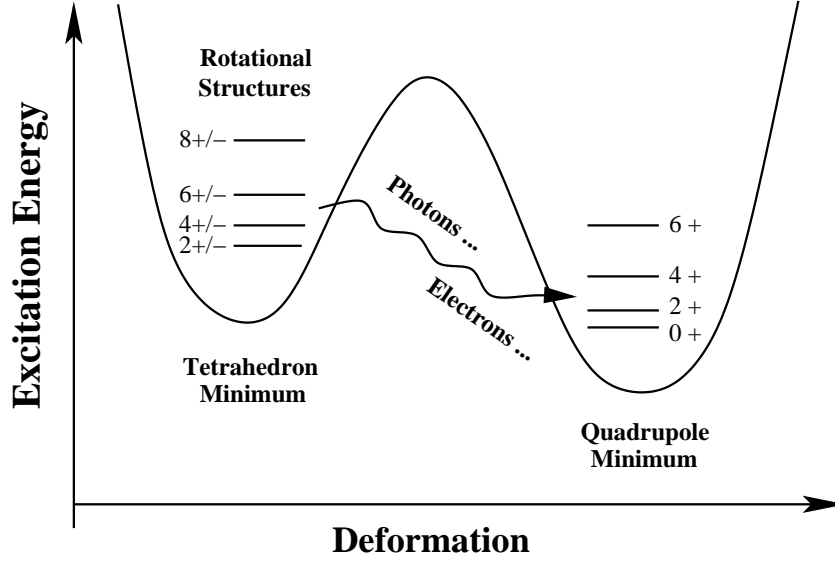 Excitation Energy
Rotational
Structures
8+/–
6+/–
4+/–
2+/–
Tetrahedron
Minimum
Photons ...
Electrons ...
6 +
4 +
2 +
0 +
Quadrupole
Minimum
Deformation